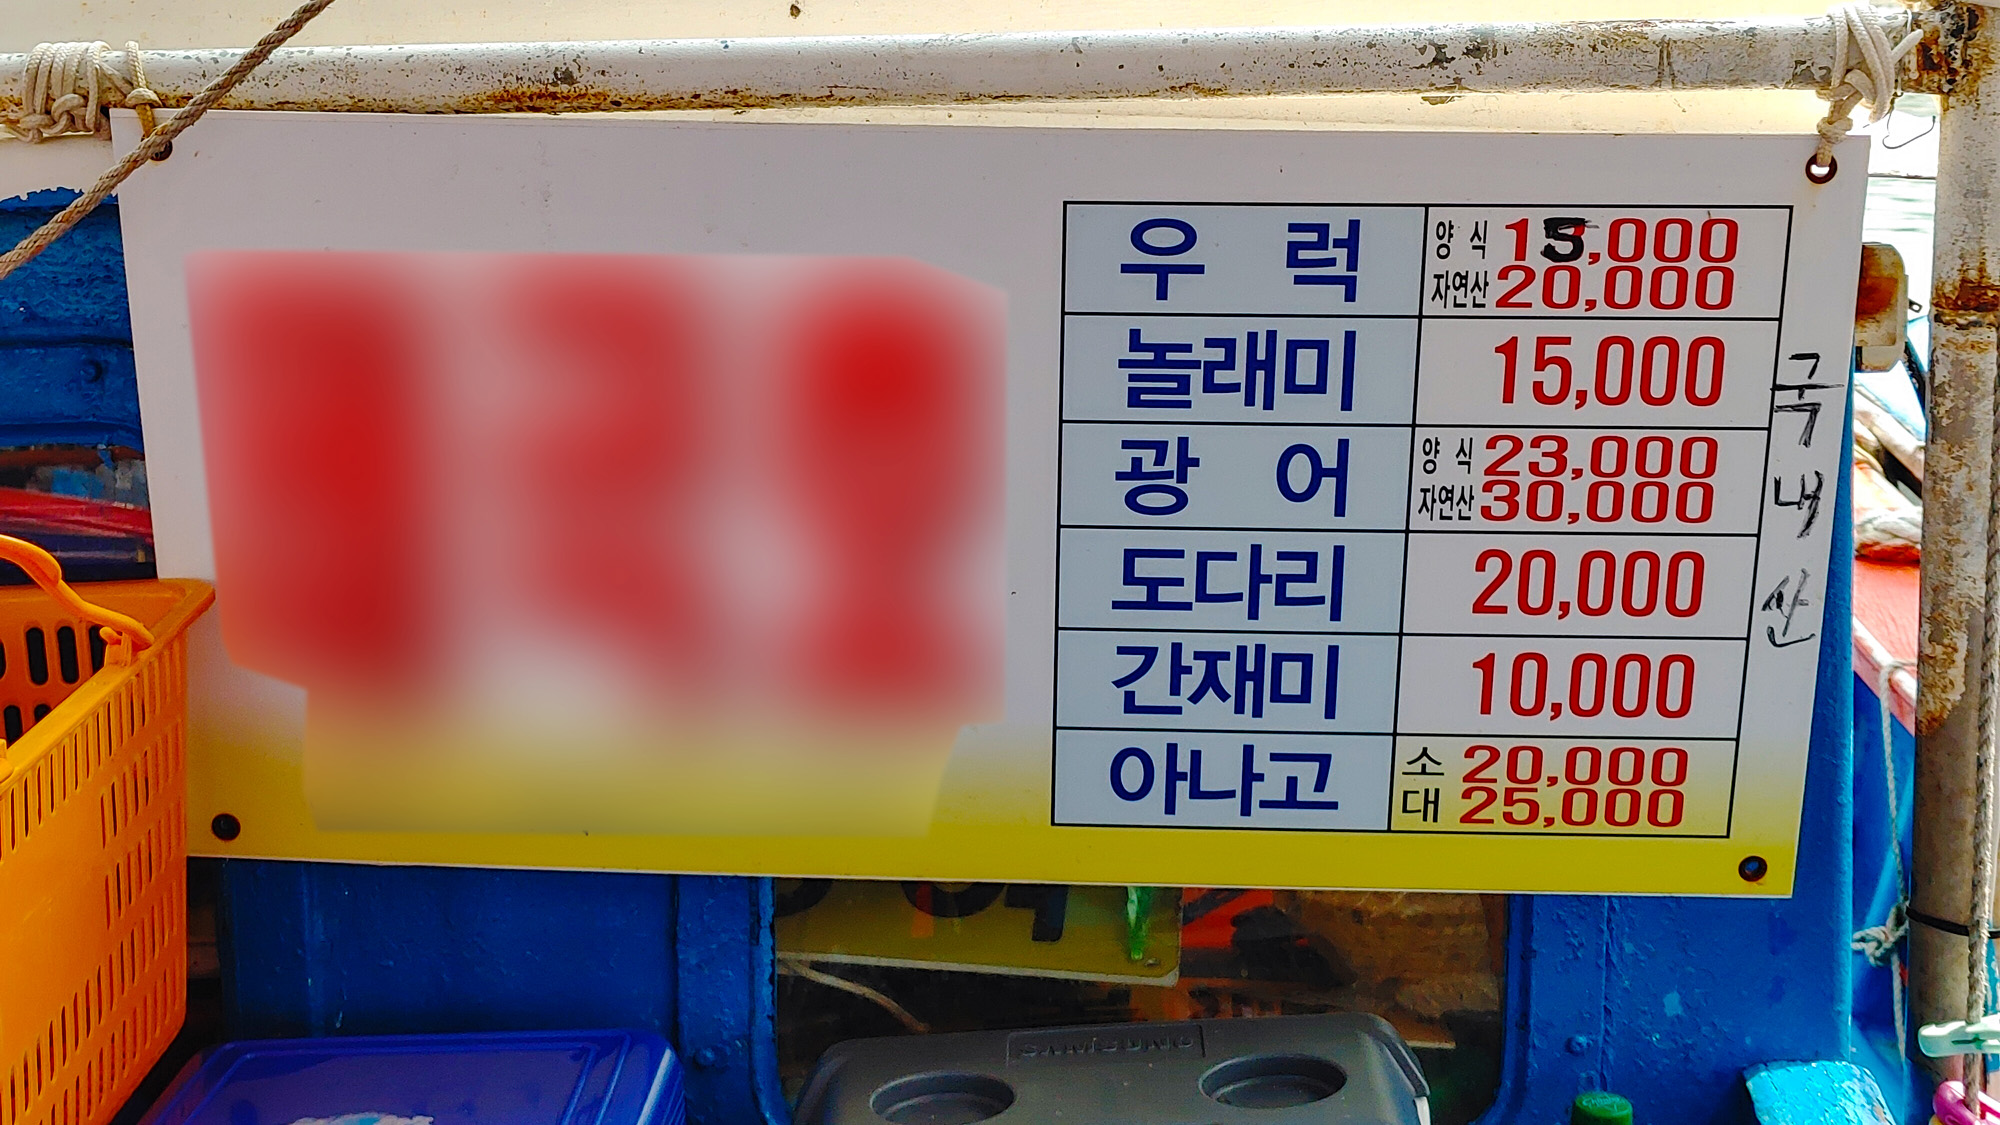 우럭 양식 15,000
자연산 20,000
놀래미 15,000
광어 양식 23,000
자연산 30,000
도다리 20,000
간재미 10,000
아나고 소 20,000
대 25,000
국내산
SAMSUNG